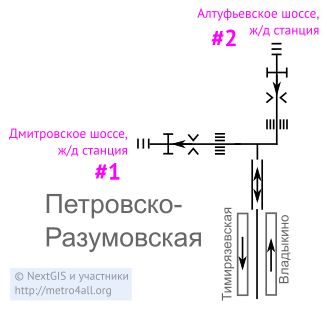 Алтуфьевское шоссе,
ж/д станция
#2
Дмитровское шоссе,
ж/д станция
#1
Петровско-
Разумовская
Тимирязевская
Владыкино
© NextGIS и участники
http://metro4all.org